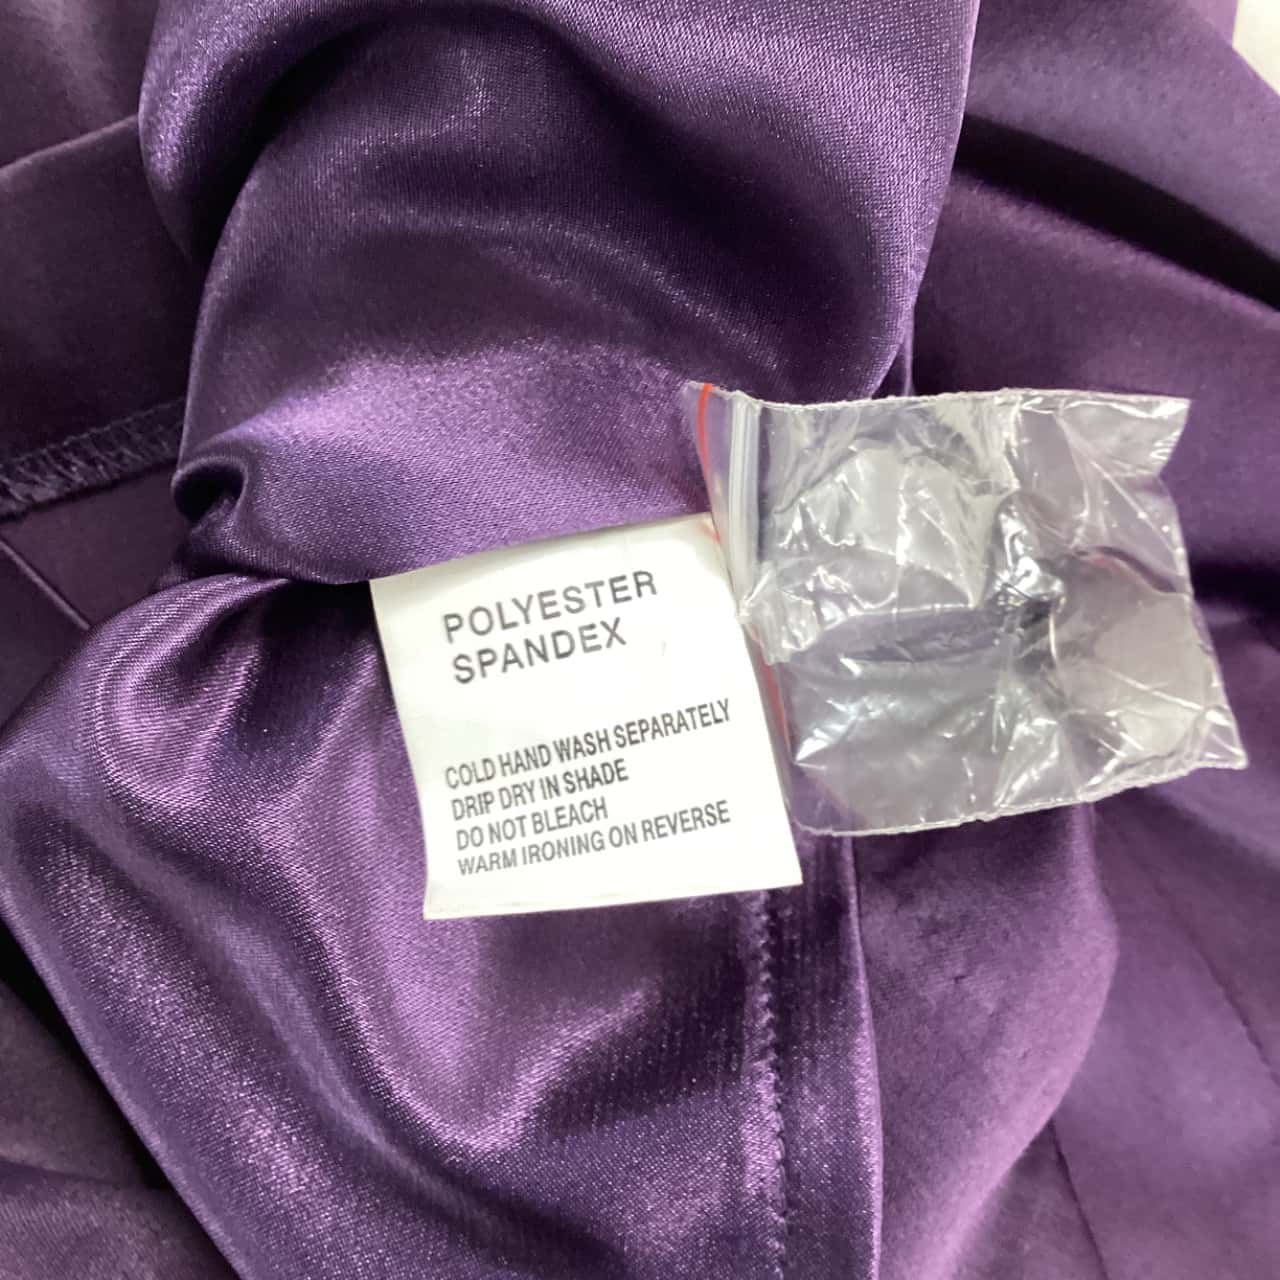 POLYESTER
SPANDEX
COLD HAND WASH SEPARATELY
DRIP DRY IN SHADE
DO NOT BLEACH
WARM IRONING ON REVERSE